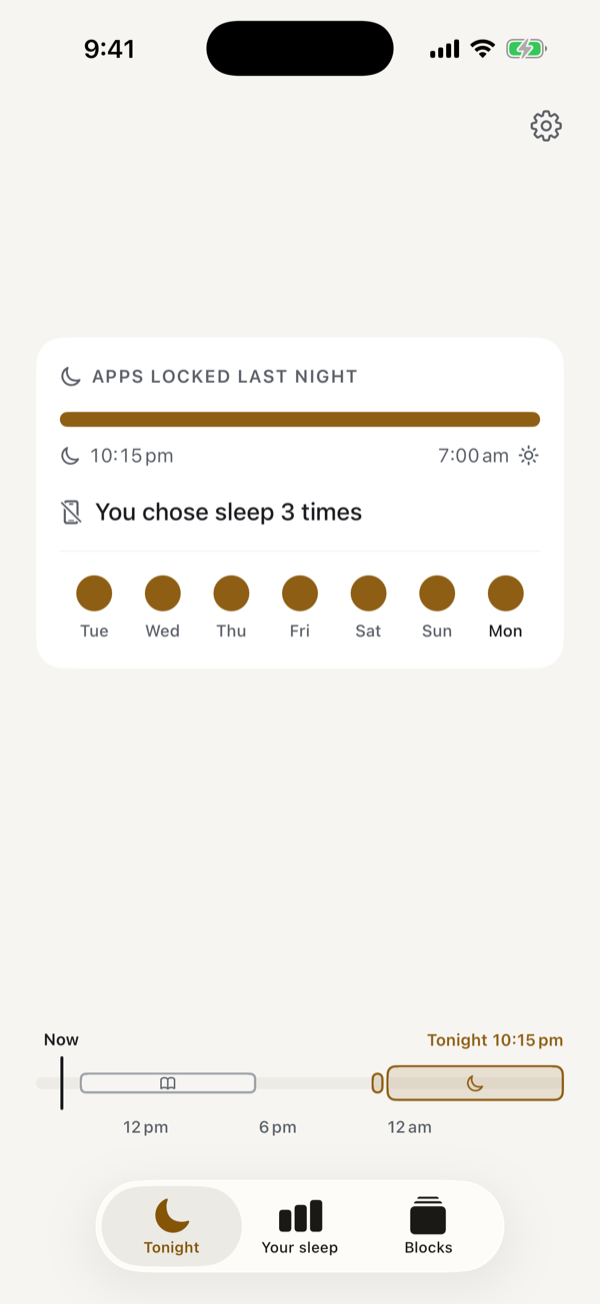 9:41
APPS LOCKED LAST NIGHT
10:15 pm 7:00 am
You chose sleep 3 times
Tue Wed Thu Fri Sat Sun Mon
Now Tonight 10:15 pm
12 pm 6 pm 12 am
Tonight Your sleep Blocks